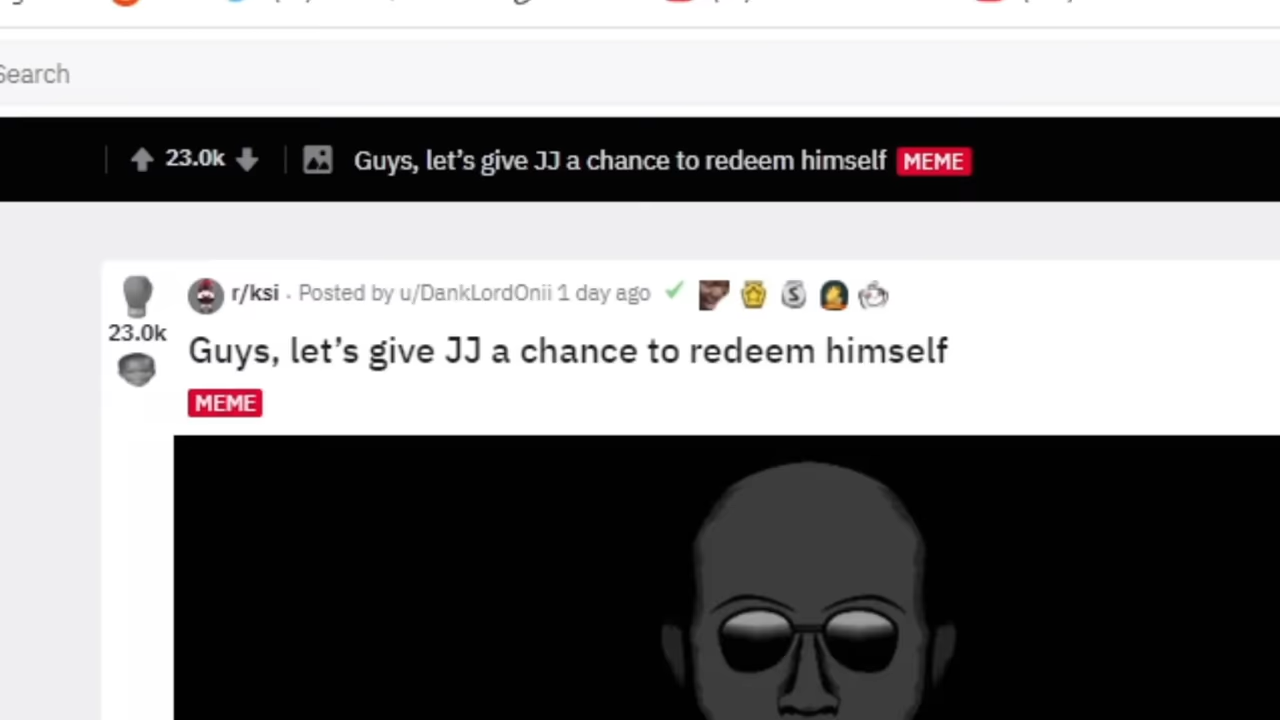 Search
23.0k
Guys, let’s give JJ a chance to redeem himself MEME
r/ksi · Posted by u/DankLordOnii 1 day ago
23.0k
Guys, let’s give JJ a chance to redeem himself
MEME